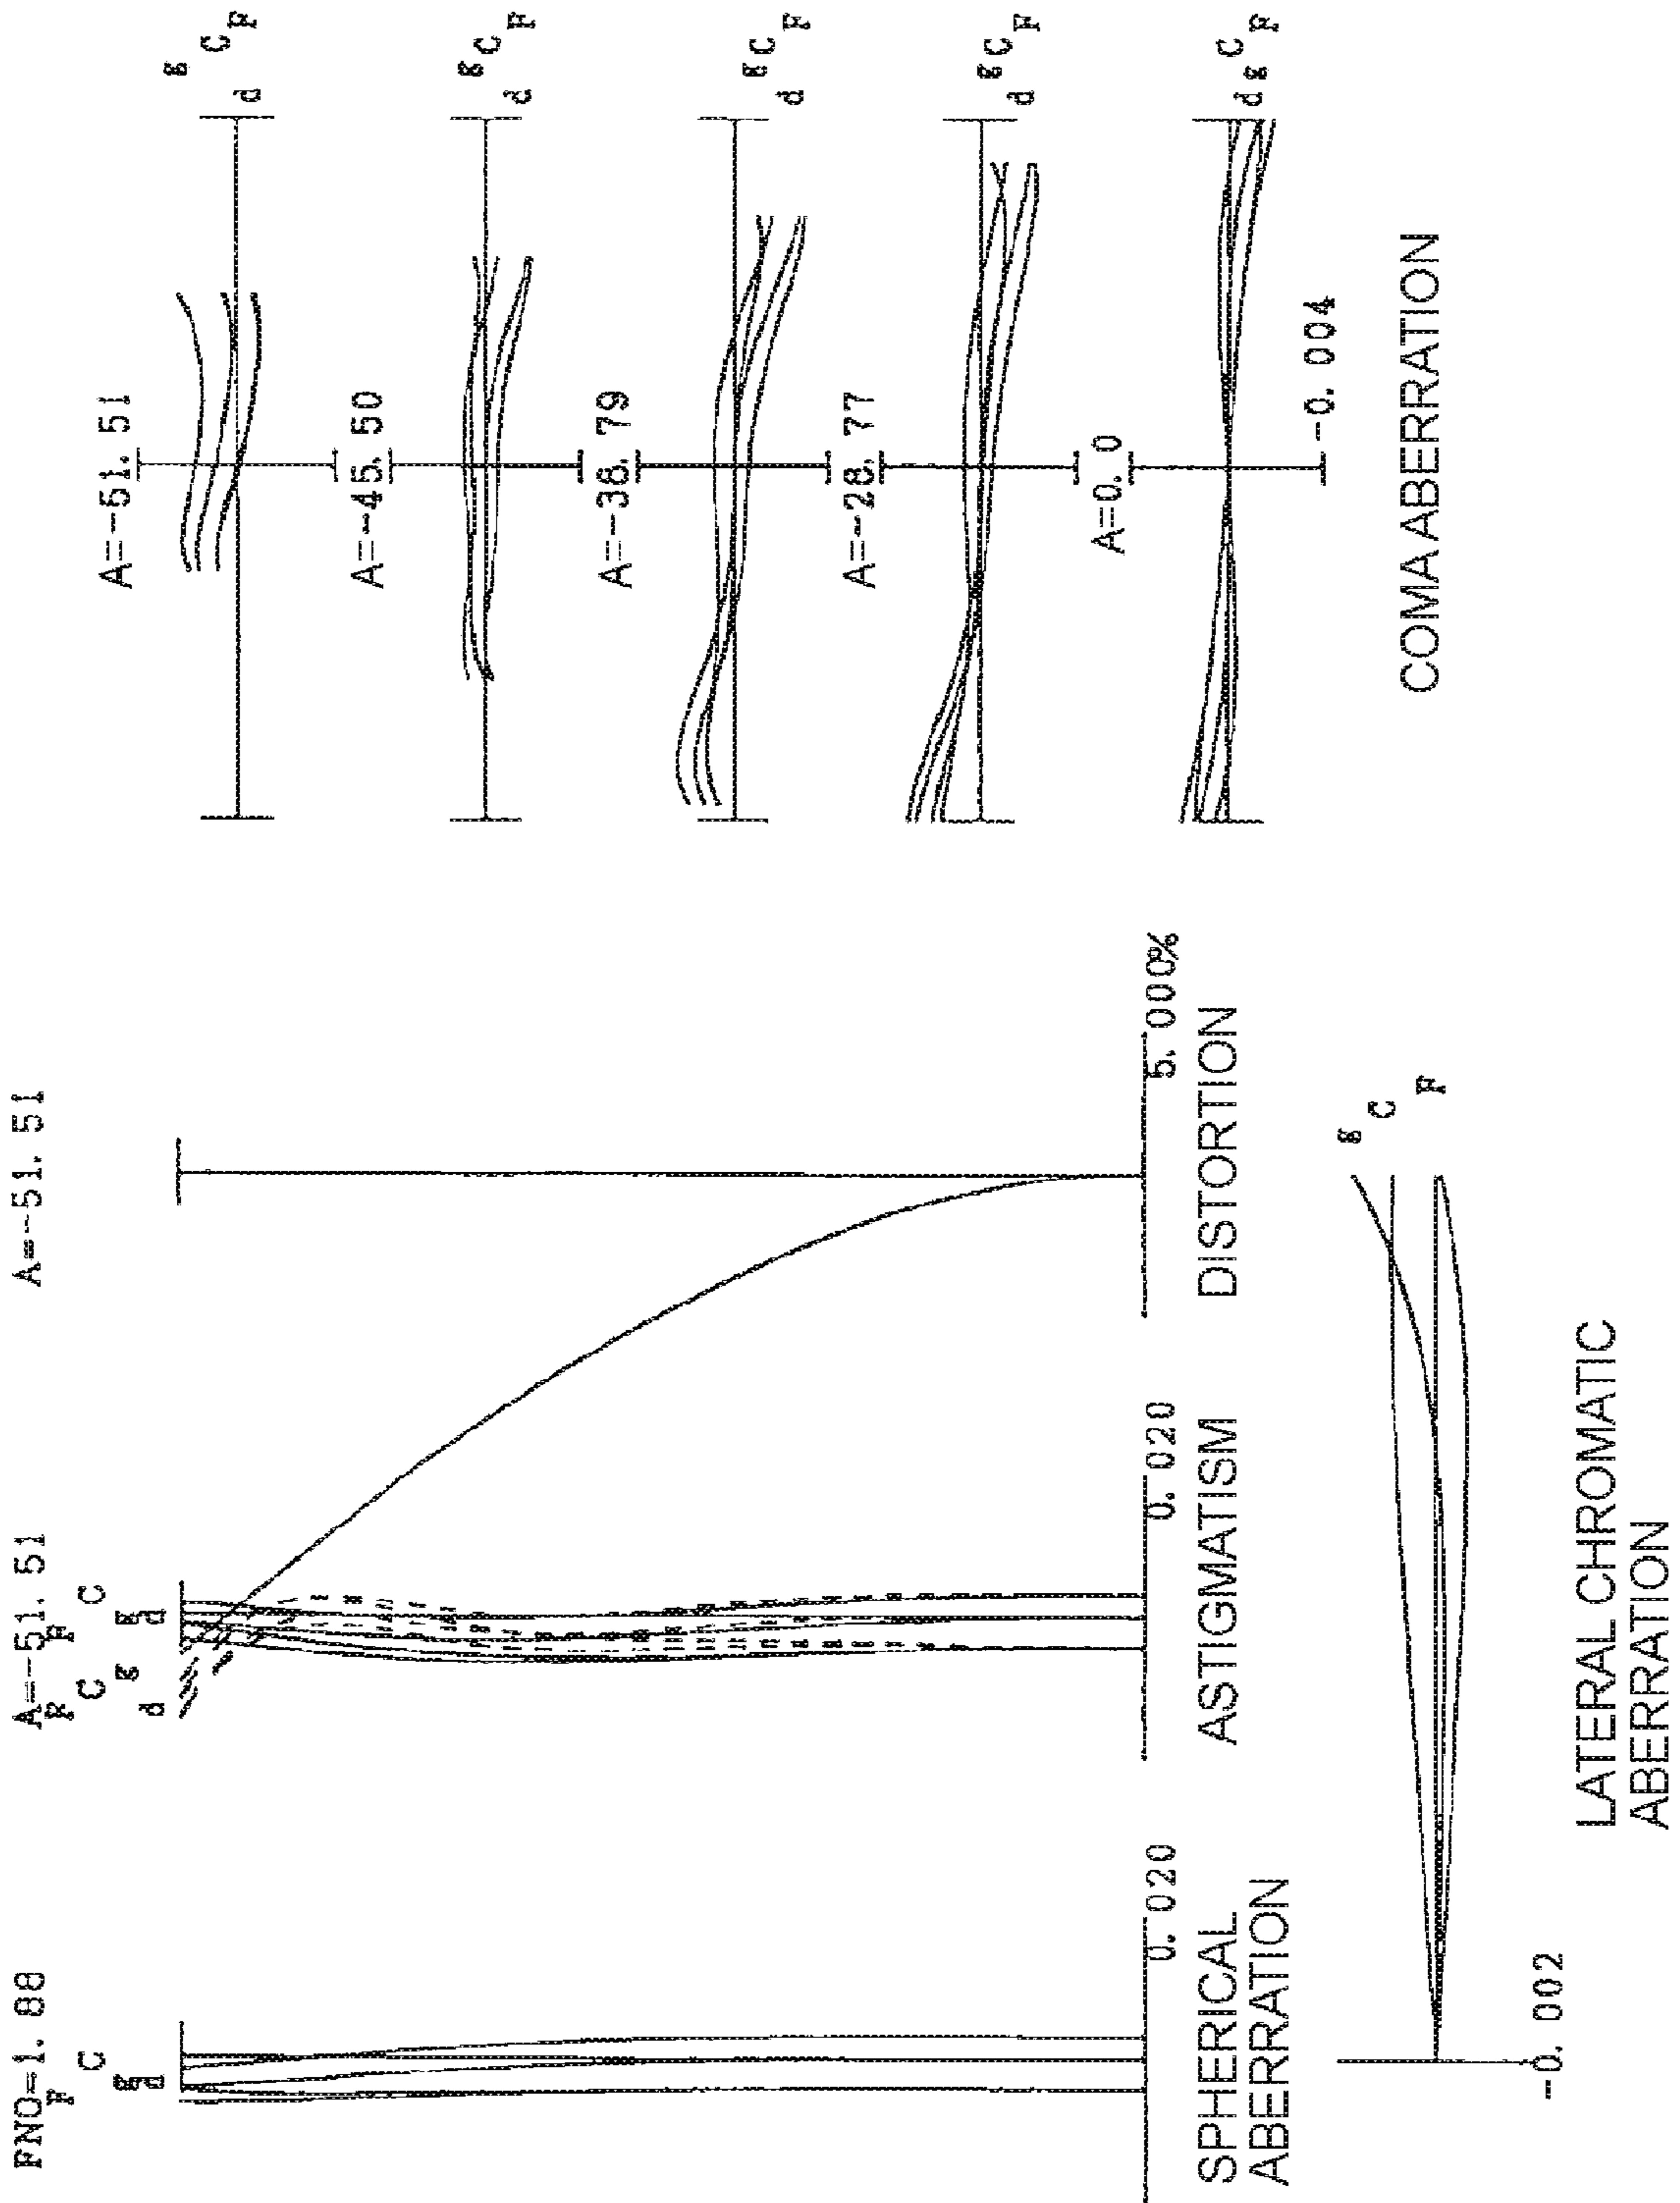 FNO=1. 88
F
C
g
d
0. 020
SPHERICAL
ABERRATION
A=-51. 51
F
C
g
d
F
C
g
d
0. 020
ASTIGMATISM
A=-51. 51
5. 000%
DISTORTION
-0. 002
g
C
F
LATERAL CHROMATIC
ABERRATION
A=-51. 51
g
C
F
d
A=-45. 50
g
C
F
d
A=-38. 79
g
C
F
d
A=-28. 77
g
C
F
d
A=0. 0
g
C
F
d
-0. 004
COMA ABERRATION